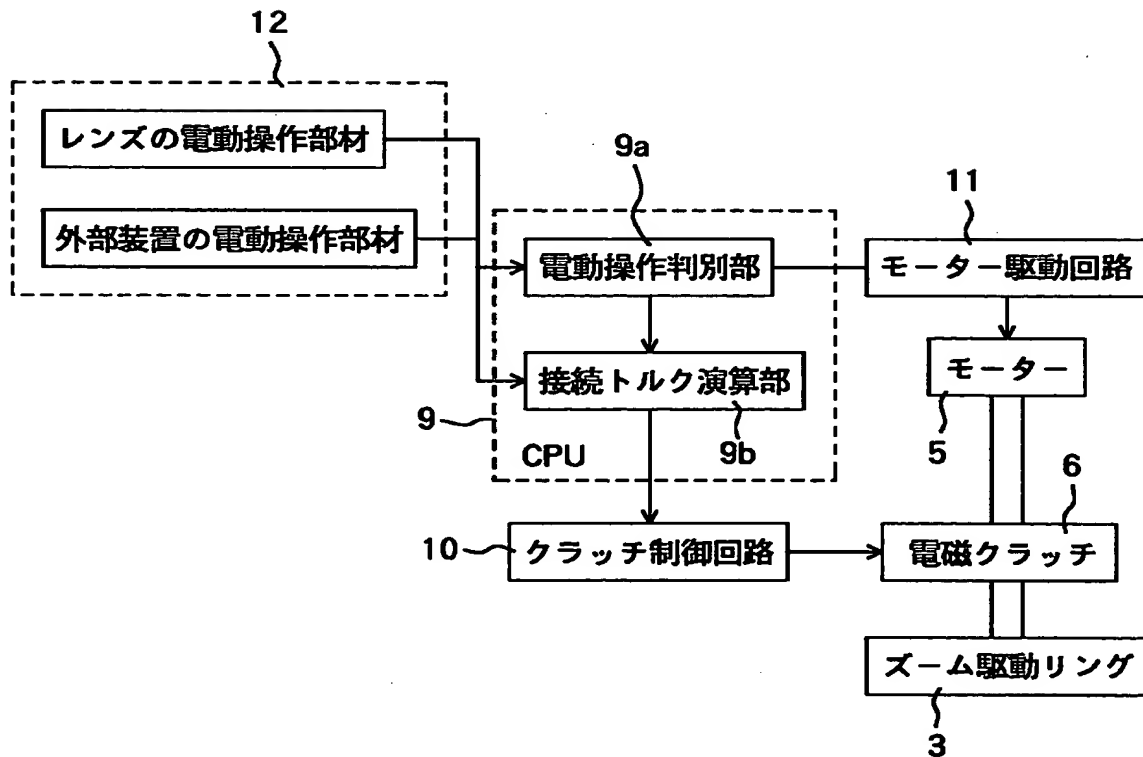 12
レンズの電動操作部材
外部装置の電動操作部材
9a
11
電動操作判別部
モーター駆動回路
接続トルク演算部
モーター
9
CPU
9b
5
6
10
クラッチ制御回路
電磁クラッチ
ズーム駆動リング
3